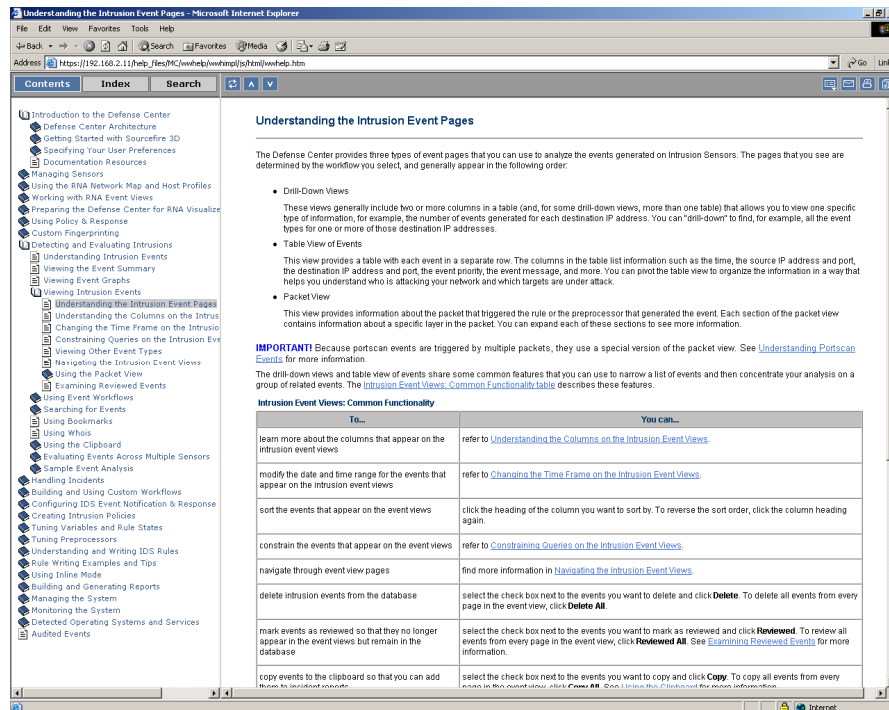 Understanding the Intrusion Event Pages - Microsoft Internet Explorer
File Edit View Favorites Tools Help
Back Search Favorites Media
Address https://192.168.2.11/help_files/MC/wwhelp/wwhimpl/js/html/wwhelp.htm Go Link
Contents Index Search
Introduction to the Defense Center
Defense Center Architecture
Getting Started with Sourcefire 3D
Specifying Your User Preferences
Documentation Resources
Managing Sensors
Using the RNA Network Map and Host Profiles
Working with RNA Event Views
Preparing the Defense Center for RNA Visualize
Using Policy & Response
Custom Fingerprinting
Detecting and Evaluating Intrusions
Understanding Intrusion Events
Viewing the Event Summary
Viewing Event Graphs
Viewing Intrusion Events
Understanding the Intrusion Event Pages
Understanding the Columns on the Intrus
Changing the Time Frame on the Intrusio
Constraining Queries on the Intrusion Eve
Viewing Other Event Types
Navigating the Intrusion Event Views
Using the Packet View
Examining Reviewed Events
Using Event Workflows
Searching for Events
Using Bookmarks
Using Whois
Using the Clipboard
Evaluating Events Across Multiple Sensors
Sample Event Analysis
Handling Incidents
Building and Using Custom Workflows
Configuring IDS Event Notification & Response
Creating Intrusion Policies
Tuning Variables and Rule States
Tuning Preprocessors
Understanding and Writing IDS Rules
Rule Writing Examples and Tips
Using Inline Mode
Building and Generating Reports
Managing the System
Monitoring the System
Detected Operating Systems and Services
Audited Events
Understanding the Intrusion Event Pages
The Defense Center provides three types of event pages that you can use to analyze the events generated on Intrusion Sensors. The pages that you see are
determined by the workflow you select, and generally appear in the following order:
• Drill-Down Views
These views generally include two or more columns in a table (and, for some drill-down views, more than one table) that allows you to view one specific
type of information, for example, the number of events generated for each destination IP address. You can "drill-down" to find, for example, all the event
types for one or more of those destination IP addresses.
• Table View of Events
This view provides a table with each event in a separate row. The columns in the table list information such as the time, the source IP address and port,
the destination IP address and port, the event priority, the event message, and more. You can pivot the table view to organize the information in a way that
helps you understand who is attacking your network and which targets are under attack.
• Packet View
This view provides information about the packet that triggered the rule or the preprocessor that generated the event. Each section of the packet view
contains information about a specific layer in the packet. You can expand each of these sections to see more information.
IMPORTANT! Because portscan events are triggered by multiple packets, they use a special version of the packet view. See Understanding Portscan
Events for more information.
The drill-down views and table view of events share some common features that you can use to narrow a list of events and then concentrate your analysis on a
group of related events. The Intrusion Event Views: Common Functionality table describes these features.
Intrusion Event Views: Common Functionality
To... You can...
learn more about the columns that appear on the
intrusion event views
refer to Understanding the Columns on the Intrusion Event Views.
modify the date and time range for the events that
appear on the intrusion event views
refer to Changing the Time Frame on the Intrusion Event Views.
sort the events that appear on the event views
click the heading of the column you want to sort by. To reverse the sort order, click the column heading
again.
constrain the events that appear on the event views
refer to Constraining Queries on the Intrusion Event Views.
navigate through event view pages
find more information in Navigating the Intrusion Event Views.
delete intrusion events from the database
select the check box next to the events you want to delete and click Delete. To delete all events from every
page in the event view, click Delete All.
mark events as reviewed so that they no longer
appear in the event views but remain in the
database
select the check box next to the events you want to mark as reviewed and click Reviewed. To review all
events from every page in the event view, click Reviewed All. See Examining Reviewed Events for more
information.
copy events to the clipboard so that you can add
them to incident reports
select the check box next to the events you want to copy and click Copy. To copy all events from every
page in the event view, click Copy All. See Using the Clipboard for more information.
Internet